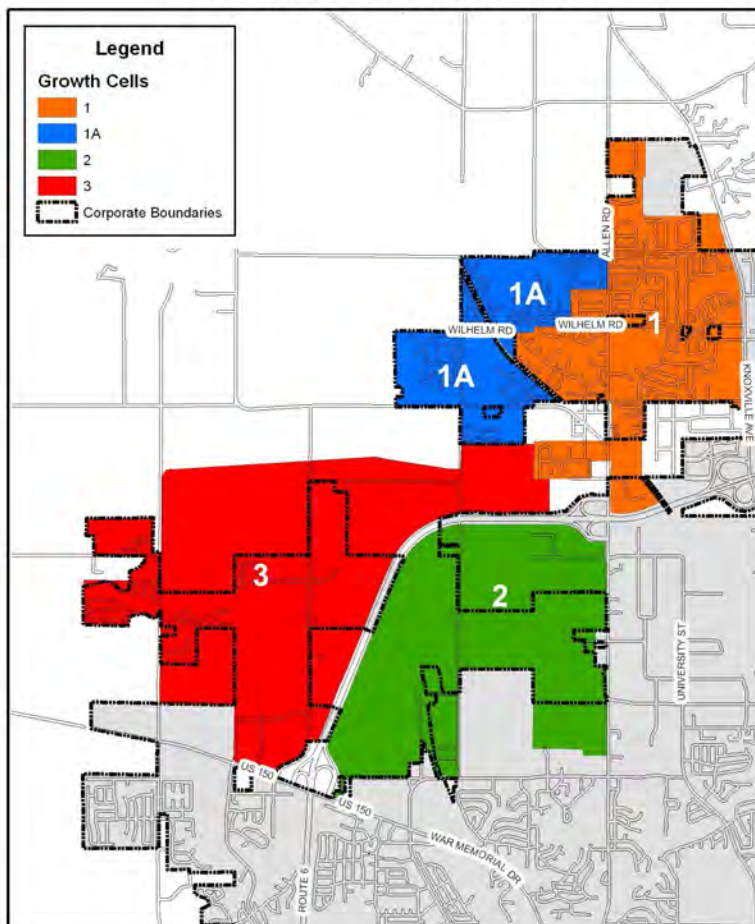 Legend
Growth Cells
1
1A
2
3
Corporate Boundaries
ALLEN RD
1A
WILHELM RD
WILHELM RD
1
1A
KNOXVILLE AVE
3
2
UNIVERSITY ST
US 150
US 150
WAR MEMORIAL DR
ROUTE 6